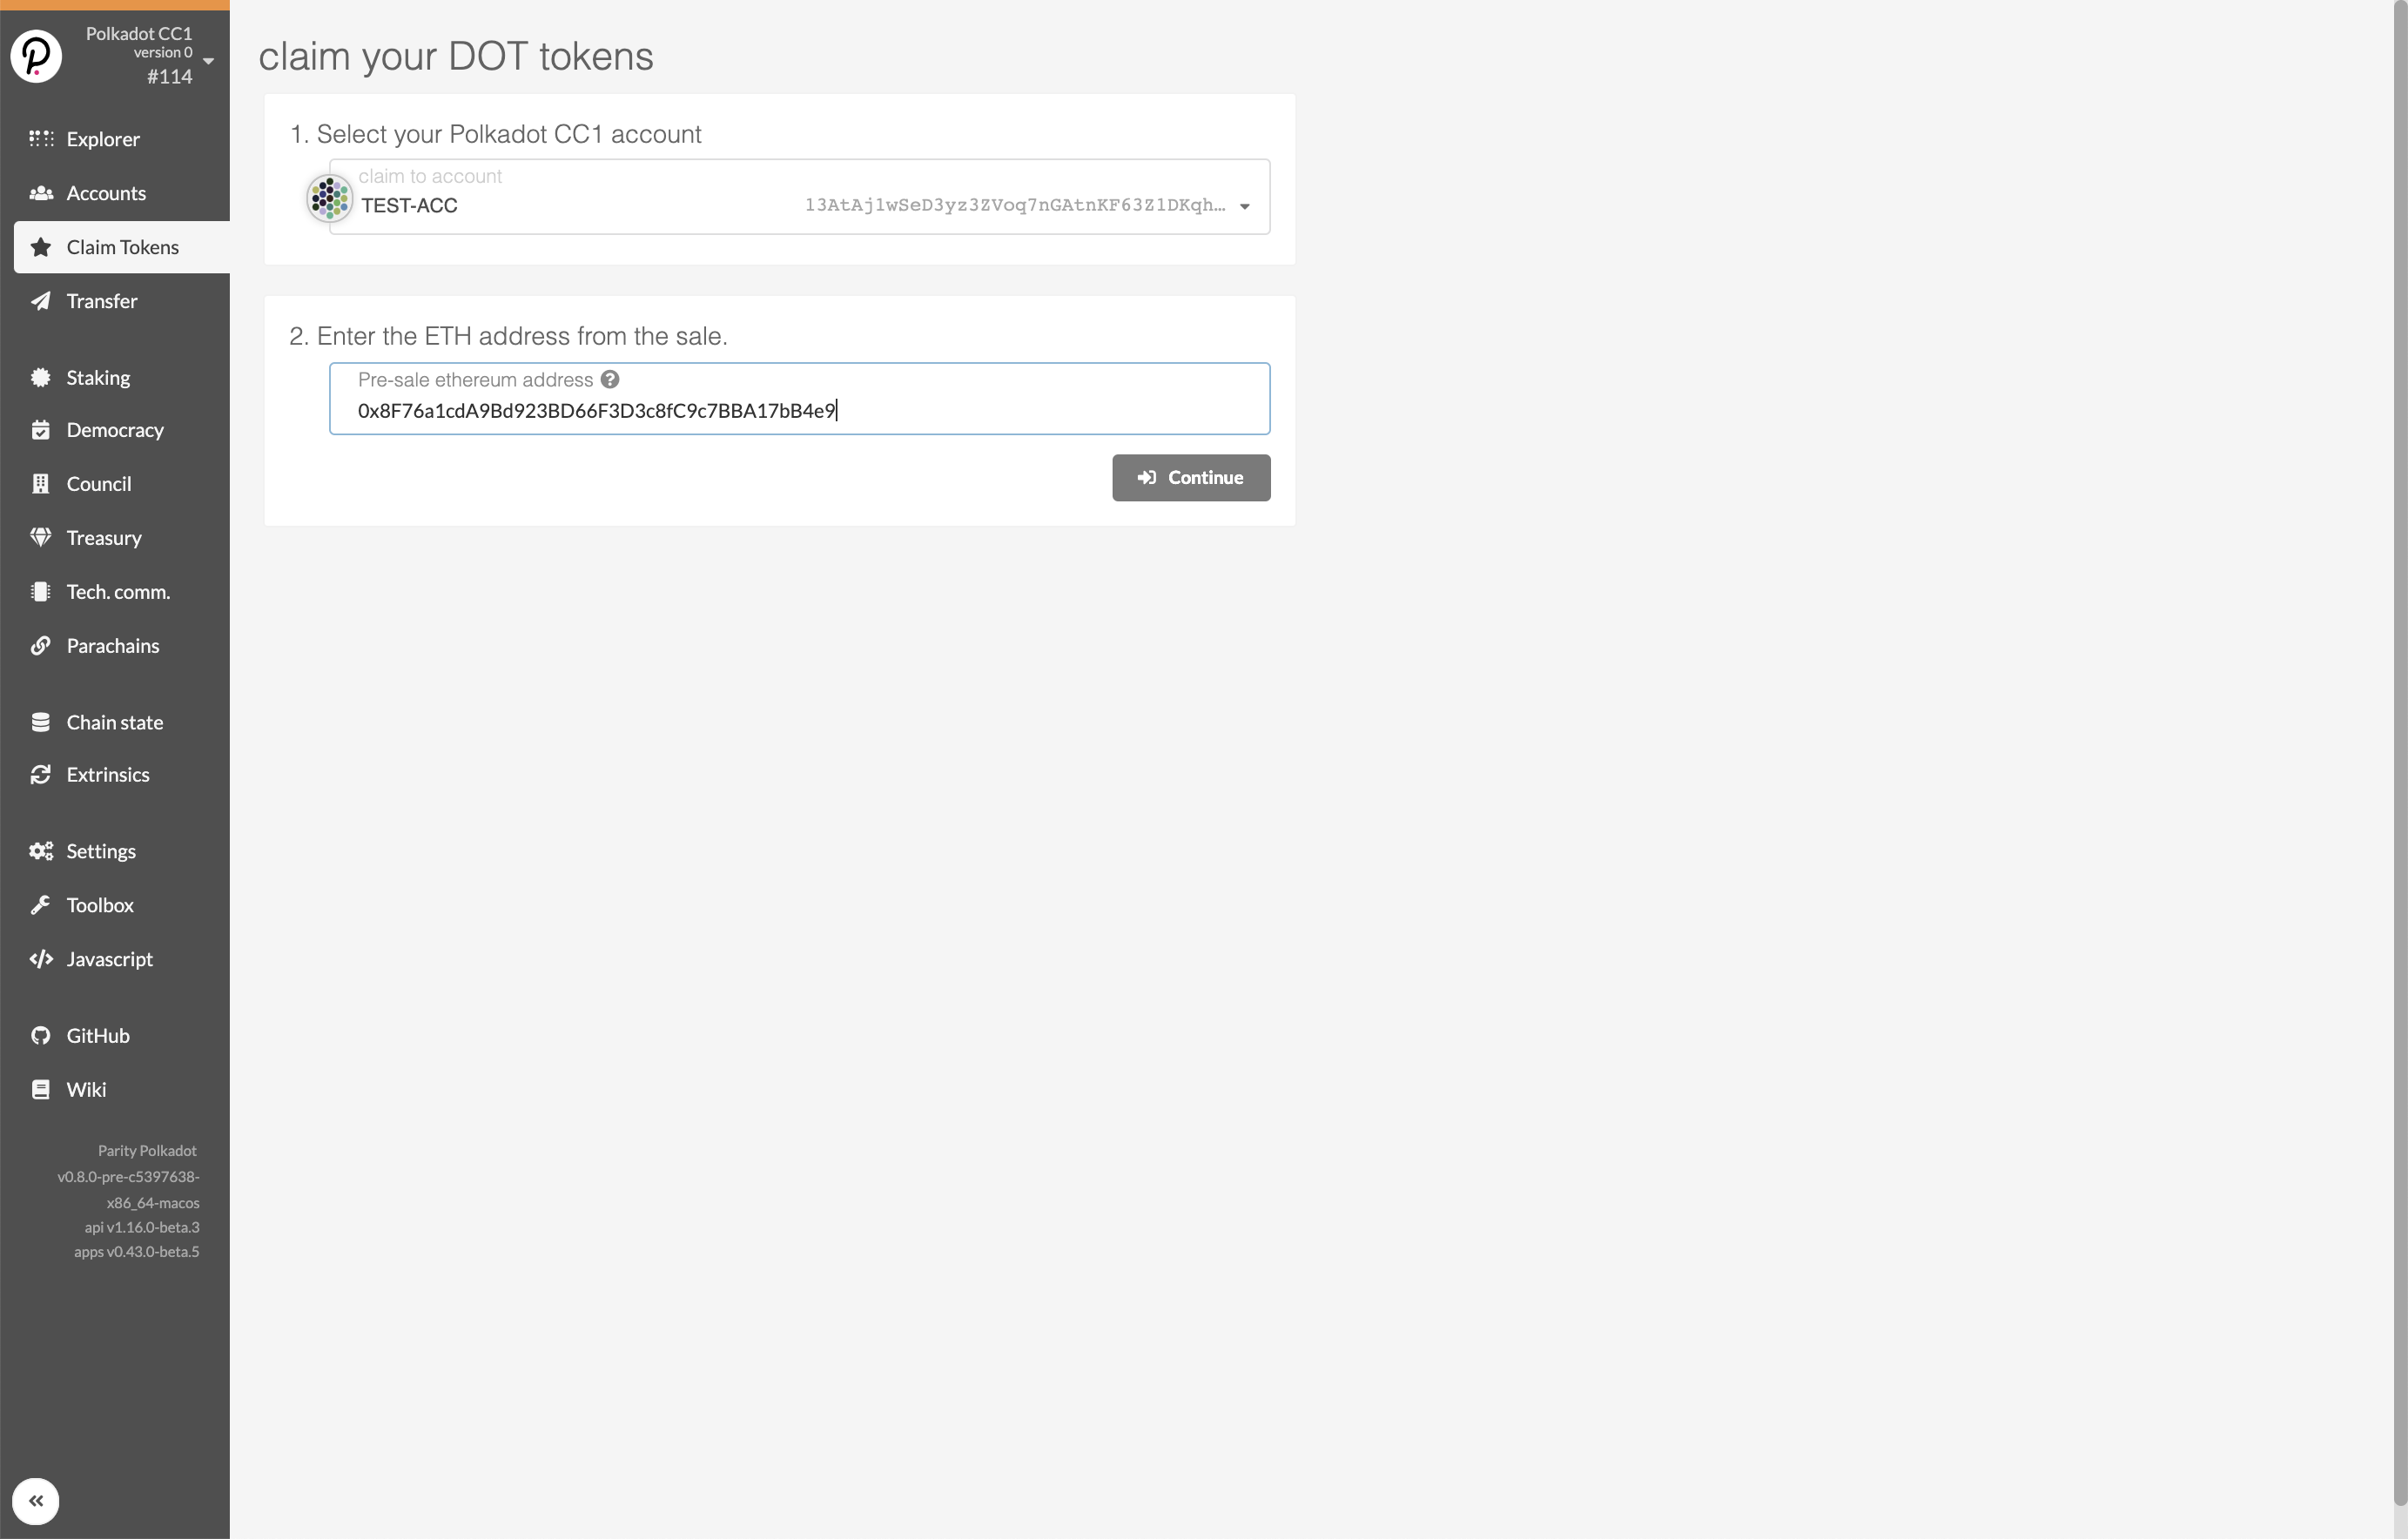 Polkadot CC1
version 0
#114
Explorer
Accounts
Claim Tokens
Transfer
Staking
Democracy
Council
Treasury
Tech. comm.
Parachains
Chain state
Extrinsics
Settings
Toolbox
Javascript
GitHub
Wiki
Parity Polkadot
v0.8.0-pre-c5397638-
x86_64-macos
api v1.16.0-beta.3
apps v0.43.0-beta.5
claim your DOT tokens
1. Select your Polkadot CC1 account
claim to account
TEST-ACC 13AtAj1wSeD3yz3ZVoq7nGAtnKF63Z1DKqh...
2. Enter the ETH address from the sale.
Pre-sale ethereum address
0x8F76a1cdA9Bd923BD66F3D3c8fC9c7BBA17bB4e9
Continue